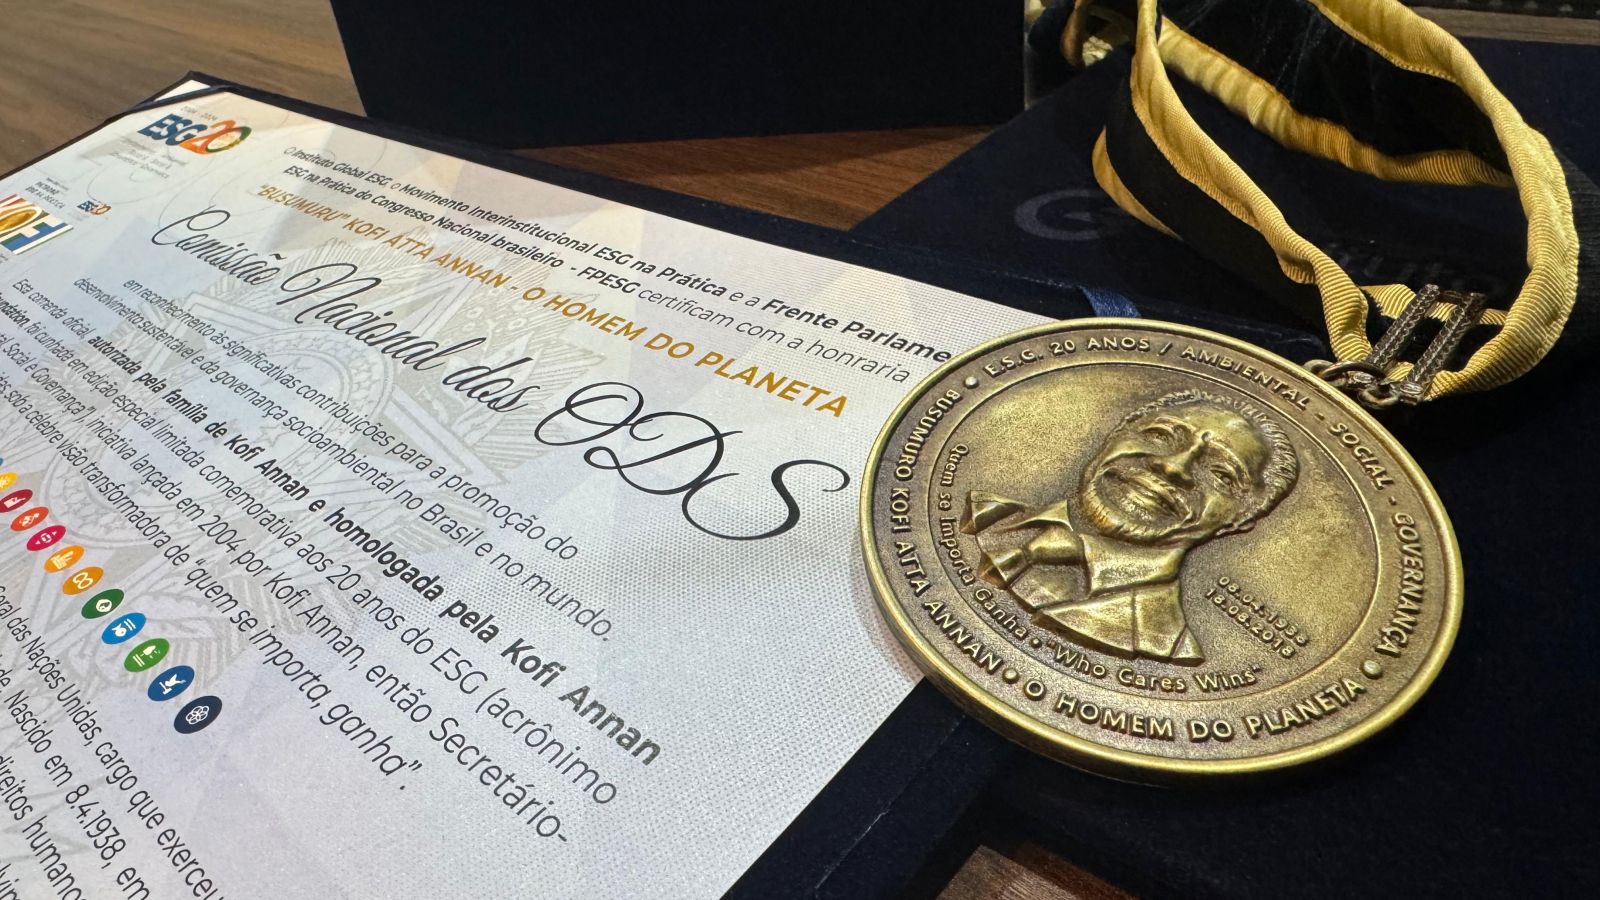 ESG20
O Instituto Global ESG, o Movimento Interinstitucional ESG na Prática e a Frente Parlame
ESG na Prática do Congresso Nacional brasileiro - FPESG certificam com a honraria
"BUSUMURU" KOFI ATTA ANNAN - O HOMEM DO PLANETA
Comissão Nacional dos ODS
em reconhecimento às significativas contribuições para a promoção do
desenvolvimento sustentável e da governança socioambiental no Brasil e no mundo.
Esta comenda oficial, autorizada pela família de Kofi Annan e homologada pela Kofi Annan
Foundation, foi cunhada em edição especial limitada comemorativa aos 20 anos do ESG (acrônimo
tal, Social e Governança"). Iniciativa lançada em 2004 por Kofi Annan, então Secretário-
das sob a célebre visão transformadora de "quem se importa, ganha".
Geral das Nações Unidas, cargo que exerceu
Nascido em 8.4.1938, em
direitos human
E.S.G. 20 ANOS / AMBIENTAL - SOCIAL - GOVERNANÇA
BUSUMURO KOFI ATTA ANNAN • O HOMEM DO PLANETA
Quem se Importa Ganha • "Who Cares Wins"
08.04.1938
18.08.2018